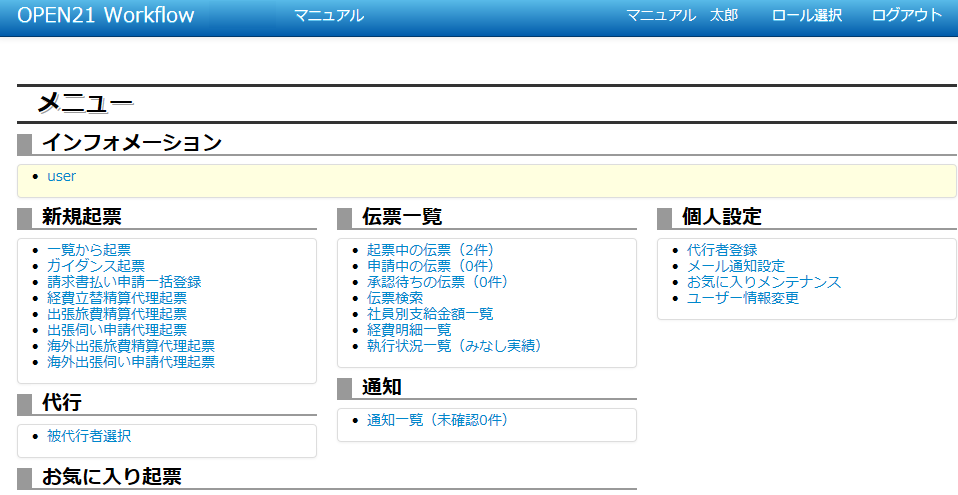 OPEN21 Workflow マニュアル マニュアル　太郎 ロール選択 ログアウト
メニュー
インフォメーション
user
新規起票
一覧から起票
ガイダンス起票
請求書払い申請一括登録
経費立替精算代理起票
出張旅費精算代理起票
出張伺い申請代理起票
海外出張旅費精算代理起票
海外出張伺い申請代理起票
代行
被代行者選択
お気に入り起票
伝票一覧
起票中の伝票（2件）
申請中の伝票（0件）
承認待ちの伝票（0件）
伝票検索
社員別支給金額一覧
経費明細一覧
執行状況一覧（みなし実績）
通知
通知一覧（未確認0件）
個人設定
代行者登録
メール通知設定
お気に入りメンテナンス
ユーザー情報変更